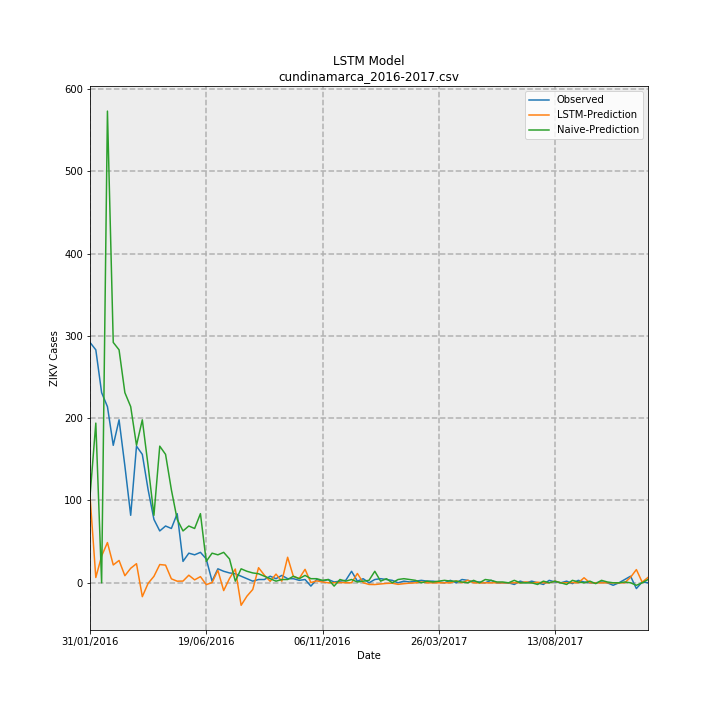 LSTM Model
cundinamarca_2016-2017.csv
Observed
LSTM-Prediction
Naive-Prediction
600
500
400
300
200
100
0
ZIKV Cases
31/01/2016
19/06/2016
06/11/2016
26/03/2017
13/08/2017
Date